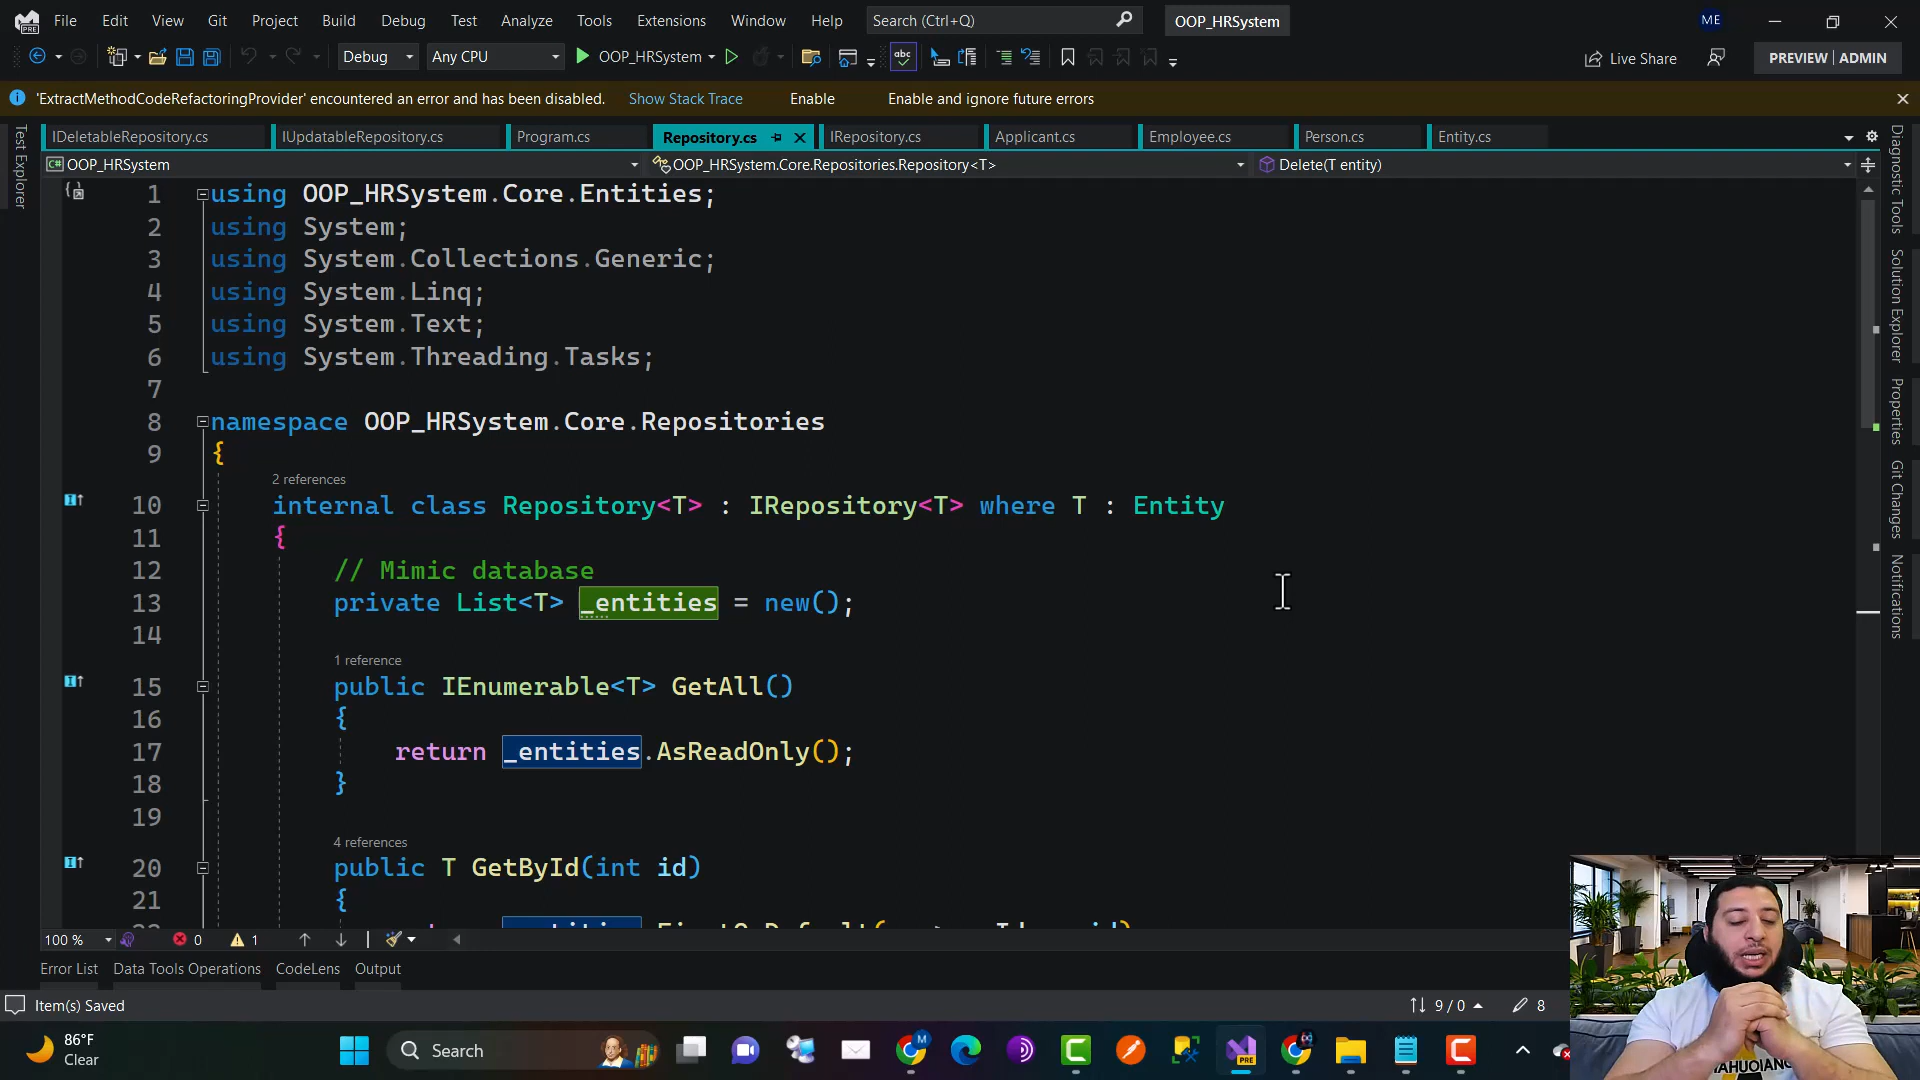 File Edit View Git Project Build Debug Test Analyze Tools Extensions Window Help Search (Ctrl+Q) OOP_HRSystem ME
Debug Any CPU OOP_HRSystem abc Live Share PREVIEW | ADMIN
'ExtractMethodCodeRefactoringProvider' encountered an error and has been disabled. Show Stack Trace Enable Enable and ignore future errors
IDeletableRepository.cs IUpdatableRepository.cs Program.cs Repository.cs IRepository.cs Applicant.cs Employee.cs Person.cs Entity.cs
C# OOP_HRSystem OOP_HRSystem.Core.Repositories.Repository<T> Delete(T entity)
Test Explorer
1 using OOP_HRSystem.Core.Entities;
2 using System;
3 using System.Collections.Generic;
4 using System.Linq;
5 using System.Text;
6 using System.Threading.Tasks;
7
8 namespace OOP_HRSystem.Core.Repositories
9 {
2 references
10 internal class Repository<T> : IRepository<T> where T : Entity
11 {
12 // Mimic database
13 private List<T> _entities = new();
14
1 reference
15 public IEnumerable<T> GetAll()
16 {
17 return _entities.AsReadOnly();
18 }
19
4 references
20 public T GetById(int id)
21 {
Diagnostic Tools
Solution Explorer
Properties
Git Changes
Notifications
100 % 0 1
Error List Data Tools Operations CodeLens Output
Item(s) Saved 9 / 0 8
86°F
Clear
Search
PRE